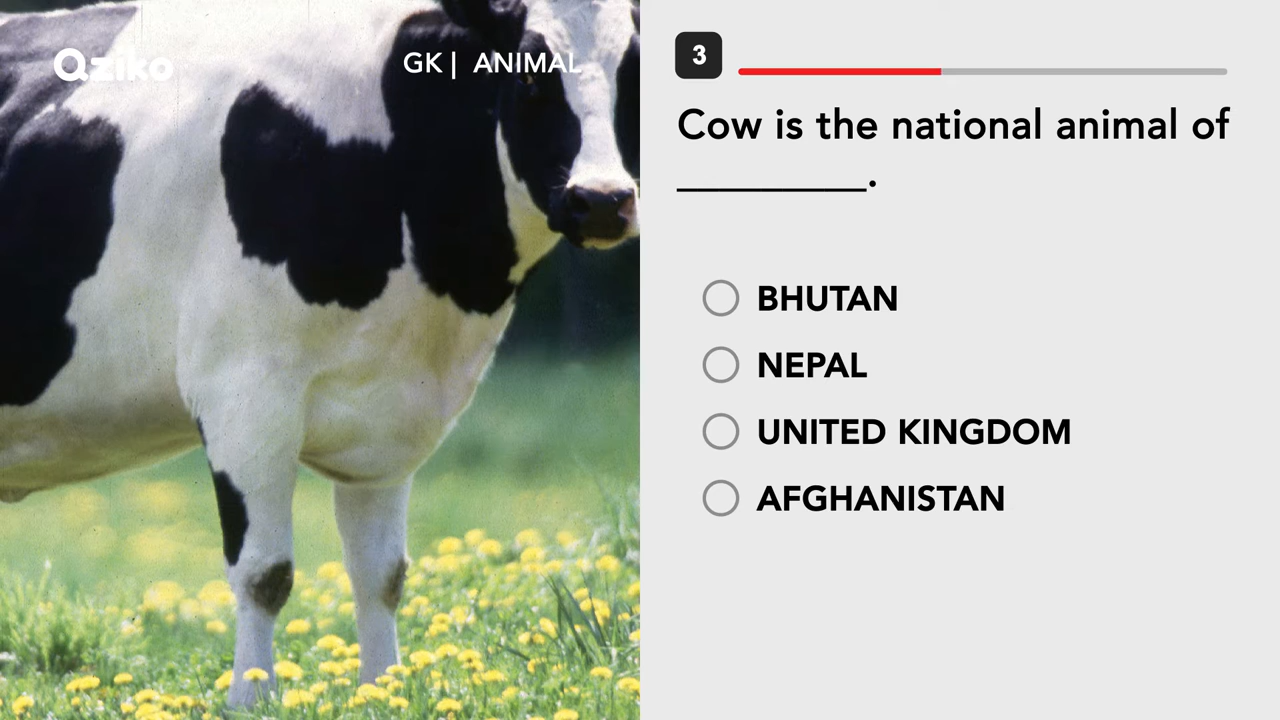 Qziko
GK | ANIMAL
3
Cow is the national animal of
_________.
BHUTAN
NEPAL
UNITED KINGDOM
AFGHANISTAN